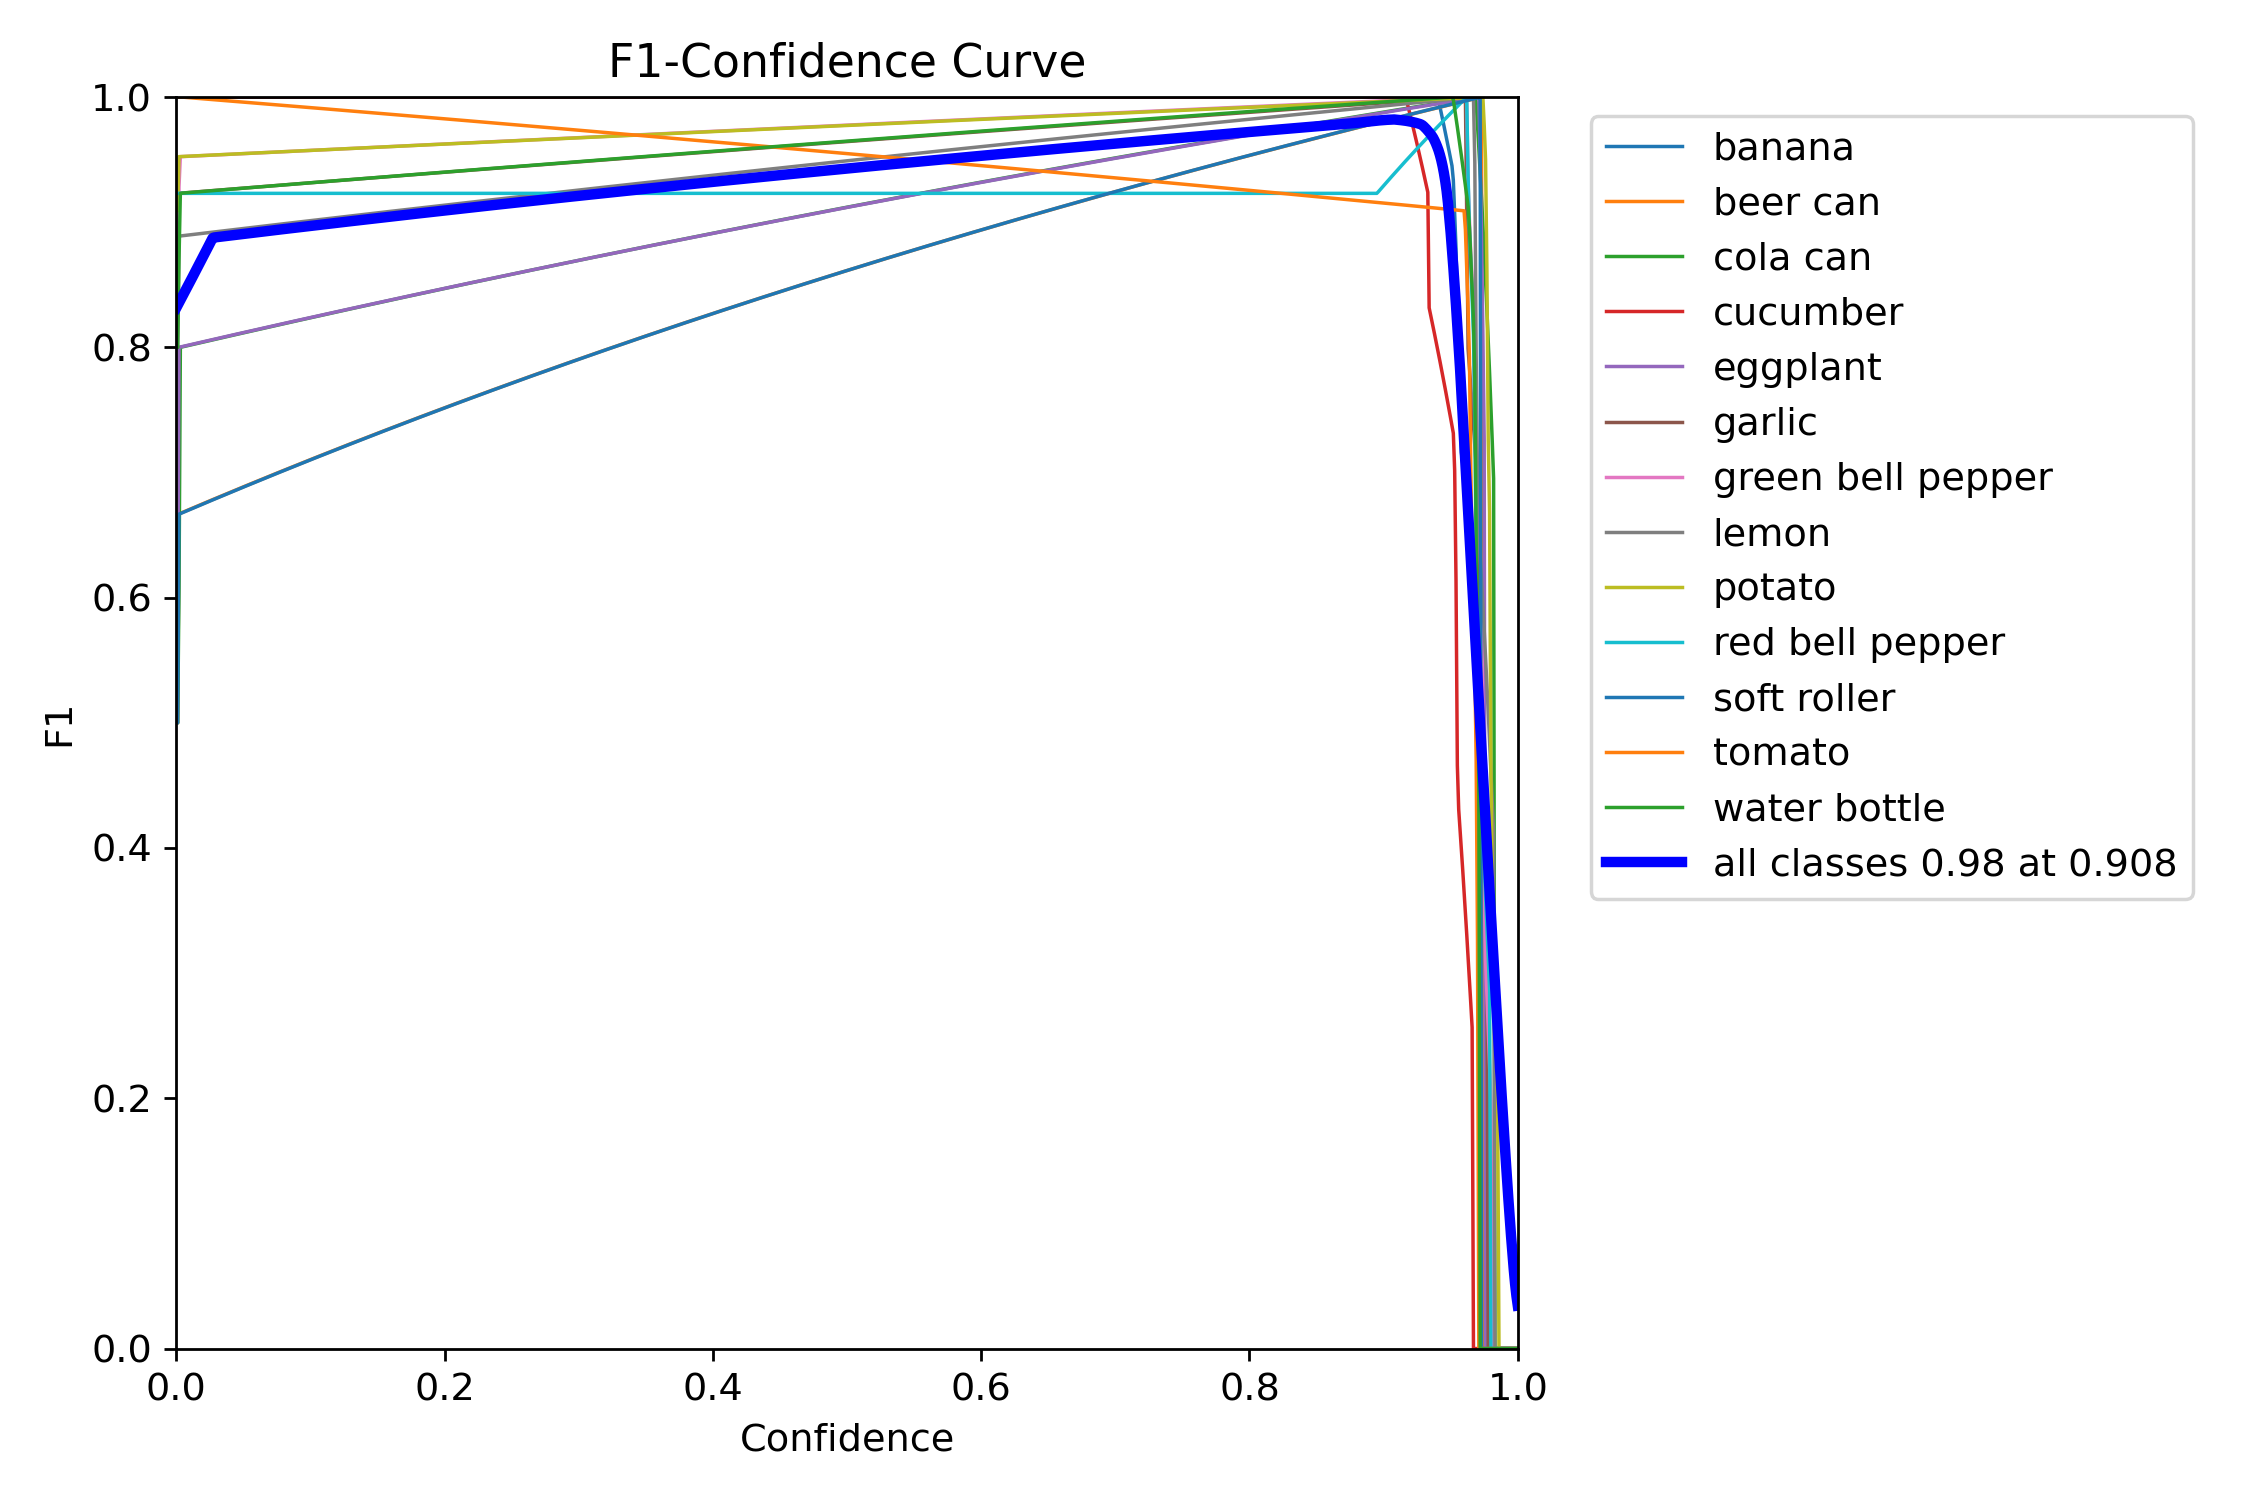 F1-Confidence Curve
1.0
0.8
0.6
0.4
0.2
0.0
F1
0.0 0.2 0.4 0.6 0.8 1.0
Confidence
banana
beer can
cola can
cucumber
eggplant
garlic
green bell pepper
lemon
potato
red bell pepper
soft roller
tomato
water bottle
all classes 0.98 at 0.908